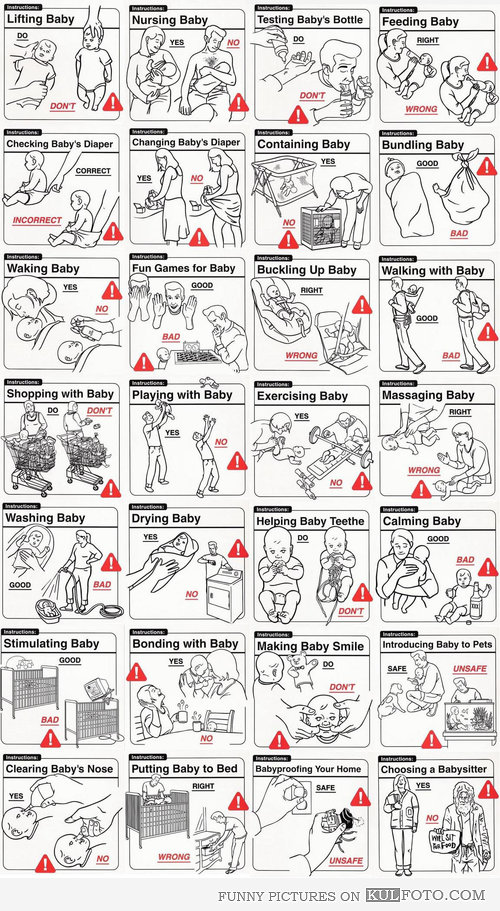 Instructions:
Lifting Baby
DO
DON'T
Instructions:
Nursing Baby
YES
NO
Instructions:
Testing Baby's Bottle
DO
DON'T
Instructions:
Feeding Baby
RIGHT
WRONG
Instructions:
Checking Baby's Diaper
CORRECT
INCORRECT
Instructions:
Changing Baby's Diaper
YES
NO
Instructions:
Containing Baby
YES
NO
Instructions:
Bundling Baby
GOOD
BAD
Instructions:
Waking Baby
YES
NO
Instructions:
Fun Games for Baby
GOOD
BAD
Instructions:
Buckling Up Baby
RIGHT
WRONG
Instructions:
Walking with Baby
GOOD
BAD
Instructions:
Shopping with Baby
DO
DON'T
Instructions:
Playing with Baby
YES
NO
Instructions:
Exercising Baby
YES
NO
Instructions:
Massaging Baby
RIGHT
WRONG
Instructions:
Washing Baby
GOOD
BAD
Instructions:
Drying Baby
YES
NO
Instructions:
Helping Baby Teethe
DO
DON'T
Instructions:
Calming Baby
GOOD
BAD
Instructions:
Stimulating Baby
GOOD
BAD
Instructions:
Bonding with Baby
YES
NO
Instructions:
Making Baby Smile
DO
DON'T
Instructions:
Introducing Baby to Pets
SAFE
UNSAFE
Instructions:
Clearing Baby's Nose
YES
NO
Instructions:
Putting Baby to Bed
RIGHT
WRONG
Instructions:
Babyproofing Your Home
SAFE
UNSAFE
Instructions:
Choosing a Babysitter
YES
NO
WILL SIT
FOR FOOD
FUNNY PICTURES ON KULFOTO.COM